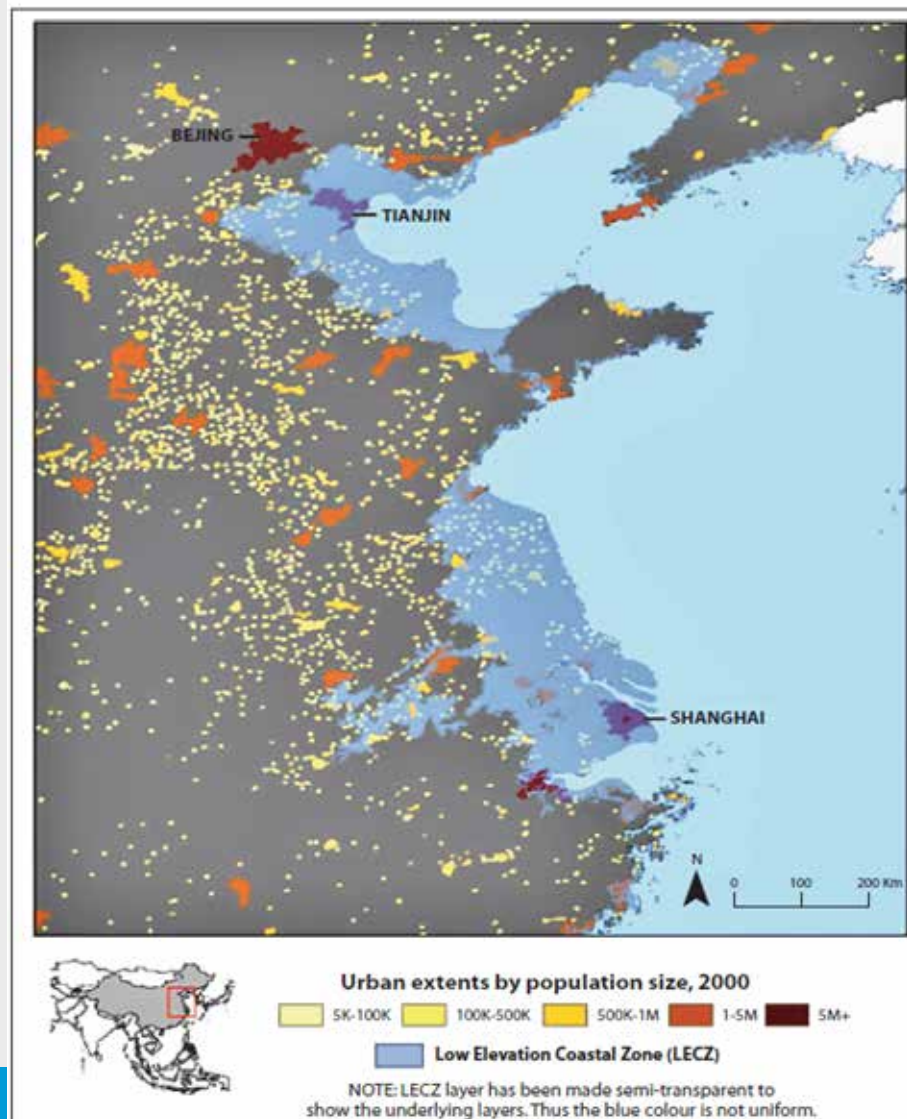 BEJING
TIANJIN
SHANGHAI
N
0 100 200 Km
Urban extents by population size, 2000
5K-100K 100K-500K 500K-1M 1-5M 5M+
Low Elevation Coastal Zone (LECZ)
NOTE: LECZ layer has been made semi-transparent to
show the underlying layers. Thus the blue colour is not uniform.